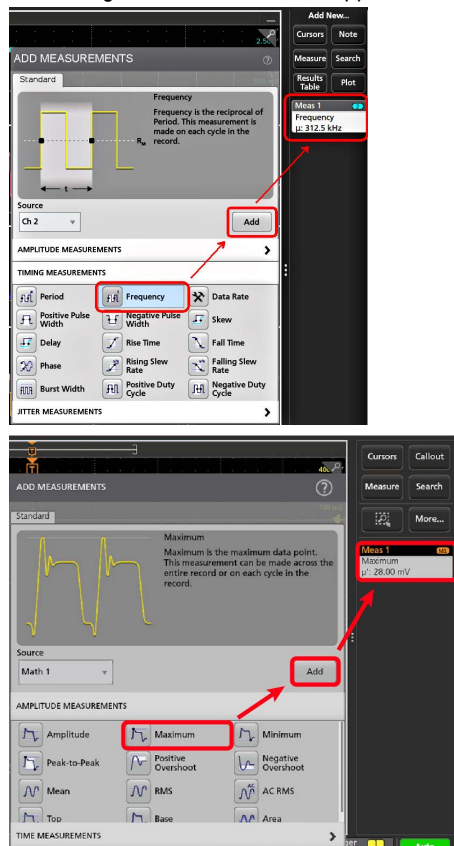 Add New...
2.50
Cursors
Note
ADD MEASUREMENTS
Measure
Search
Standard
Results
Table
Plot
Frequency
Frequency is the reciprocal of
Period. This measurement is
made on each cycle in the
record.
RM
t
Meas 1
2
Frequency
µ: 312.5 kHz
Source
Ch 2
Add
AMPLITUDE MEASUREMENTS
TIMING MEASUREMENTS
Period
Frequency
Data Rate
Positive Pulse
Width
Negative Pulse
Width
Skew
Delay
Rise Time
Fall Time
Phase
Rising Slew
Rate
Falling Slew
Rate
Burst Width
Positive Duty
Cycle
Negative Duty
Cycle
JITTER MEASUREMENTS
Cursors
Callout
ADD MEASUREMENTS
?
Measure
Search
Standard
More...
Maximum
Maximum is the maximum data point.
This measurement can be made across the
entire record or on each cycle in the
record.
Meas 1
M1
Maximum
µ': 28.00 mV
Source
Math 1
Add
AMPLITUDE MEASUREMENTS
Amplitude
Maximum
Minimum
Peak-to-Peak
Positive
Overshoot
Negative
Overshoot
Mean
RMS
AC RMS
Top
Base
Area
TIME MEASUREMENTS
Auto